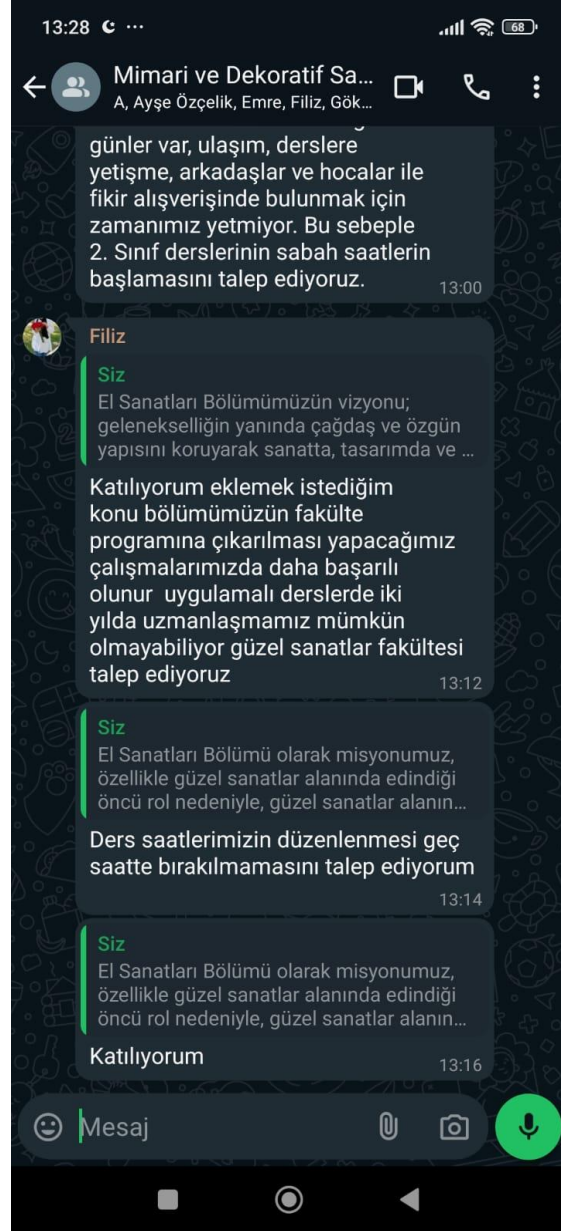 13:28
68
Mimari ve Dekoratif Sa...
A, Ayşe Özçelik, Emre, Filiz, Gök...
günler var, ulaşım, derslere
yetişme, arkadaşlar ve hocalar ile
fikir alışverişinde bulunmak için
zamanımız yetmiyor. Bu sebeple
2. Sınıf derslerinin sabah saatlerin
başlamasını talep ediyoruz.
13:00
Filiz
Siz
El Sanatları Bölümümüzün vizyonu;
gelenekselliğin yanında çağdaş ve özgün
yapısını koruyarak sanatta, tasarımda ve ...
Katılıyorum eklemek istediğim
konu bölümümüzün fakülte
programına çıkarılması yapacağımız
çalışmalarımızda daha başarılı
olunur uygulamalı derslerde iki
yılda uzmanlaşmamız mümkün
olmayabiliyor güzel sanatlar fakültesi
talep ediyoruz
13:12
Siz
El Sanatları Bölümü olarak misyonumuz,
özellikle güzel sanatlar alanında edindiği
öncü rol nedeniyle, güzel sanatlar alanın...
Ders saatlerimizin düzenlenmesi geç
saatte bırakılmamasını talep ediyorum
13:14
Siz
El Sanatları Bölümü olarak misyonumuz,
özellikle güzel sanatlar alanında edindiği
öncü rol nedeniyle, güzel sanatlar alanın...
Katılıyorum
13:16
Mesaj